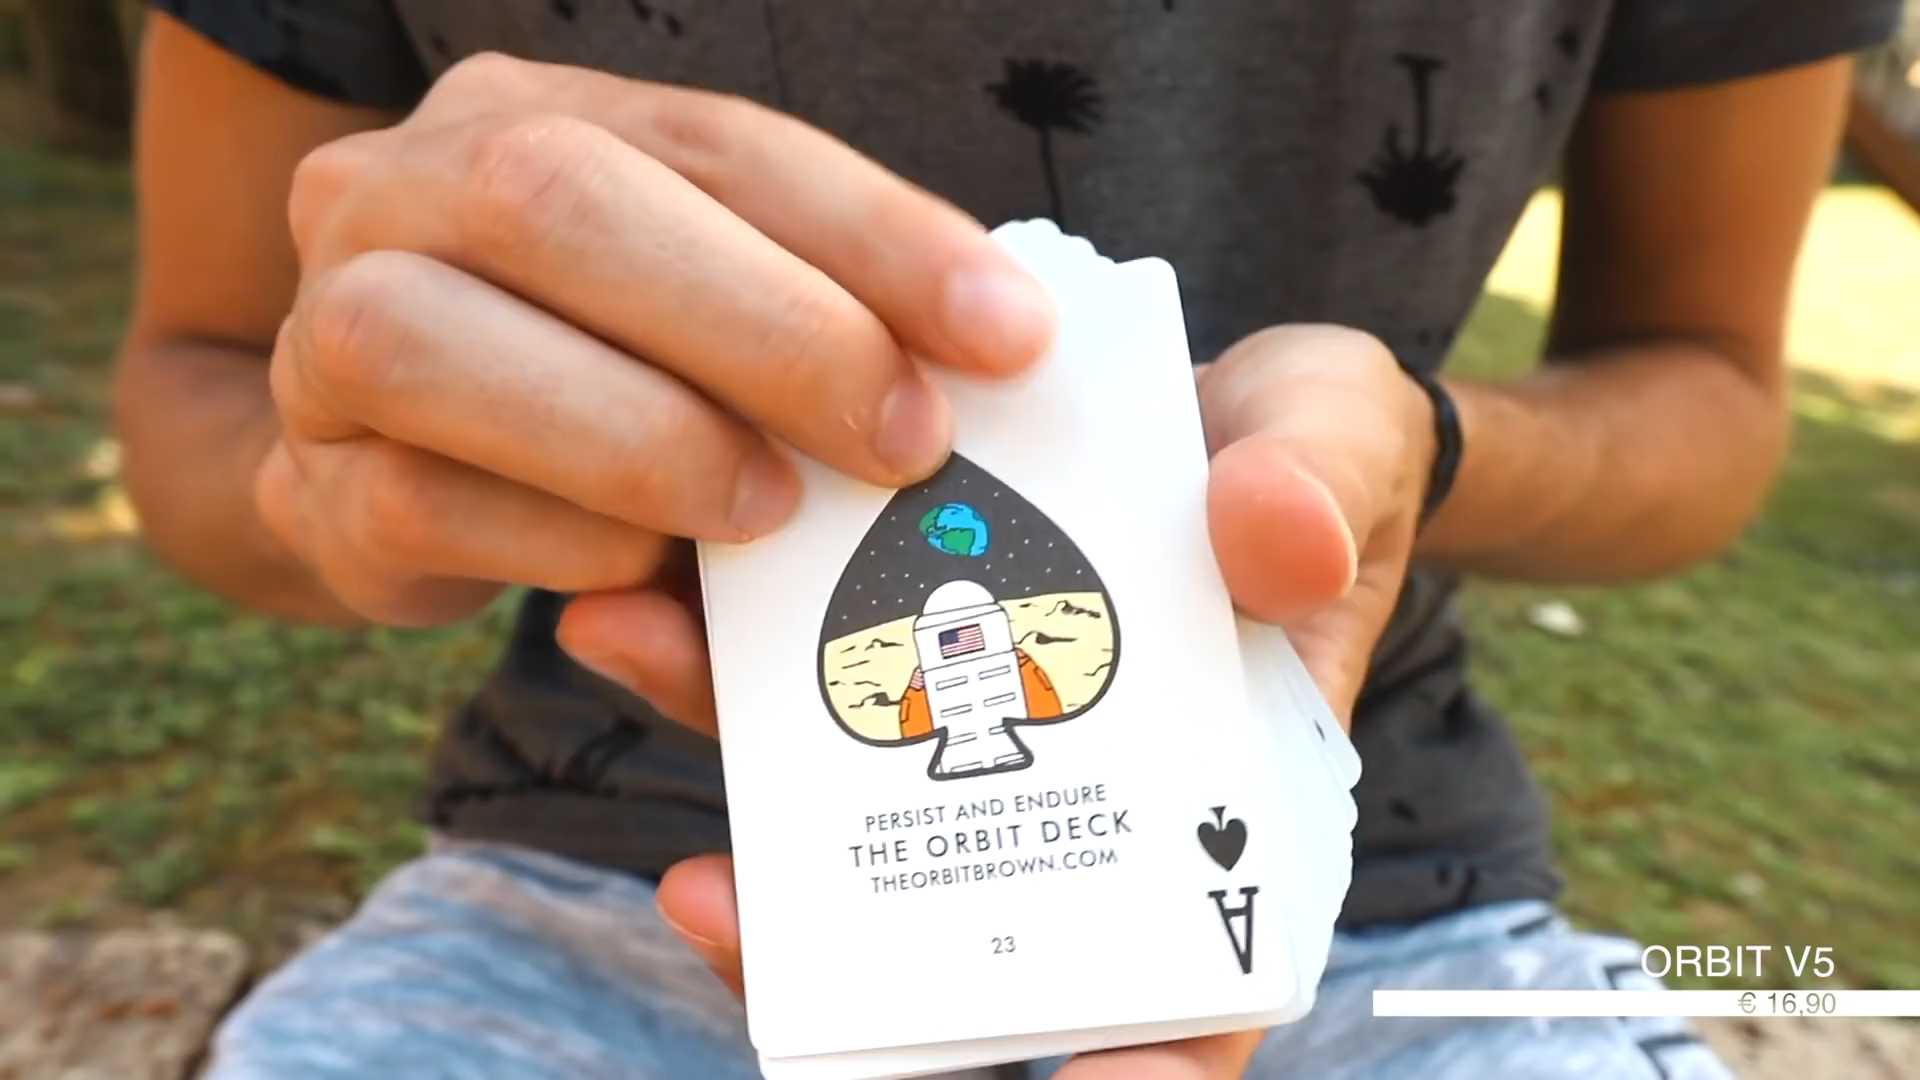 PERSIST AND ENDURE
THE ORBIT DECK
THEORBITBROWN.COM
23
A
ORBIT V5
€ 16,90